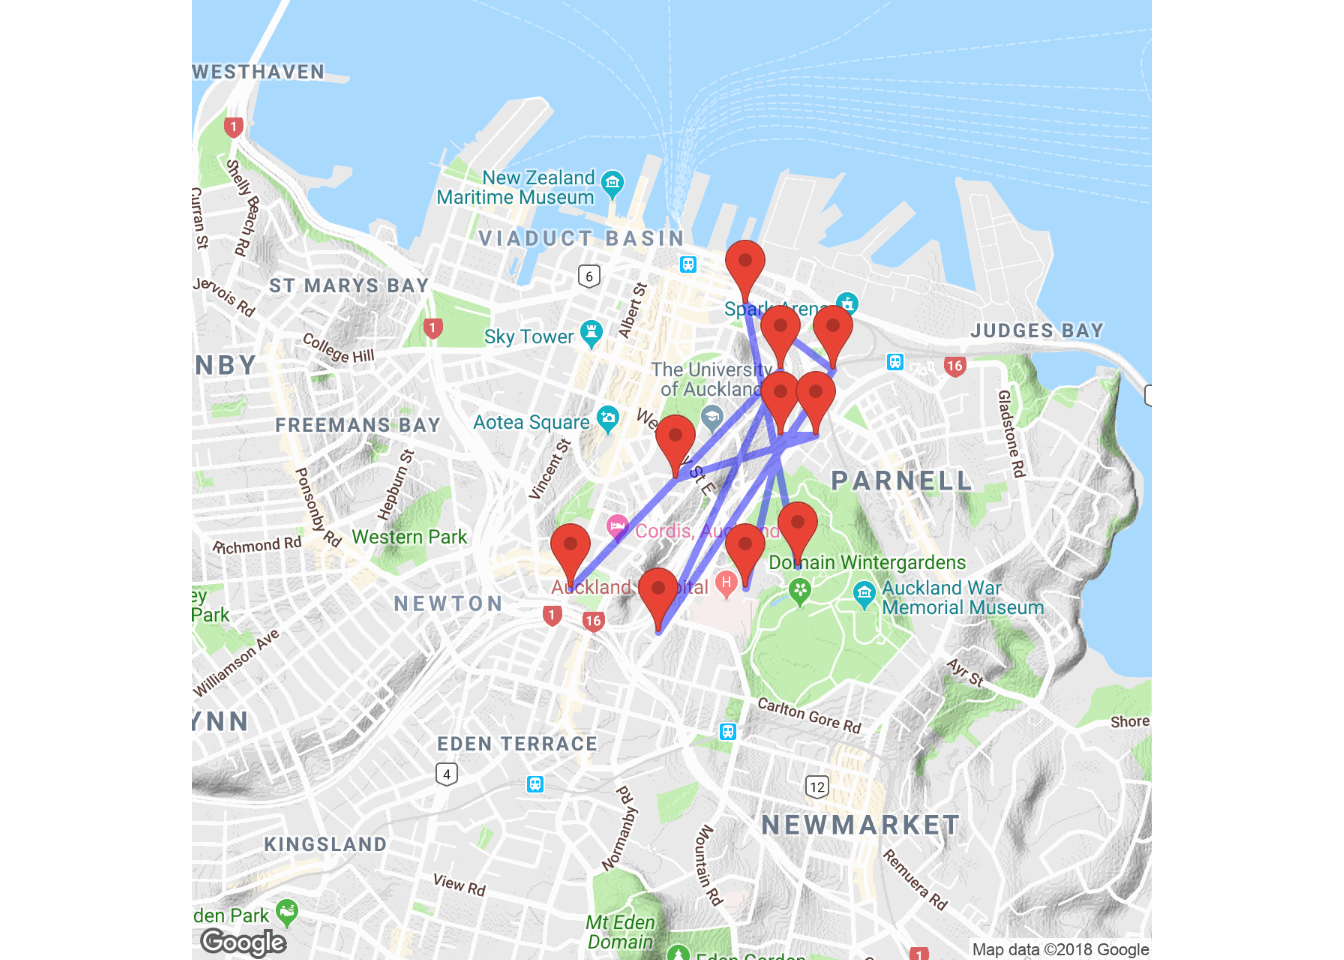 WESTHAVEN
1
Shelly Beach Rd
Curran St
New Zealand
Maritime Museum
VIADUCT BASIN
6
ST MARYS BAY
Jervois Rd
Albert St
Spark Arena
1
JUDGES BAY
College Hill
Sky Tower
NBY
The University
of Auckland
16
Gladstone Rd
FREEMANS BAY
Aotea Square
Vincent St
Hepburn St
Ponsonby Rd
PARNELL
Western Park
Richmond Rd
Cordis, Auckland
Domain Wintergardens
H
Auckland War
Memorial Museum
NEWTON
ey
Park
1
16
Williamson Ave
Ayr St
YNN
Carlton Gore Rd
Shore
EDEN TERRACE
4
12
Normanby Rd
NEWMARKET
KINGSLAND
Mountain Rd
View Rd
Remuera Rd
den Park
Mt Eden
Domain
Google
Eden Garden
1
Map data ©2018 Google